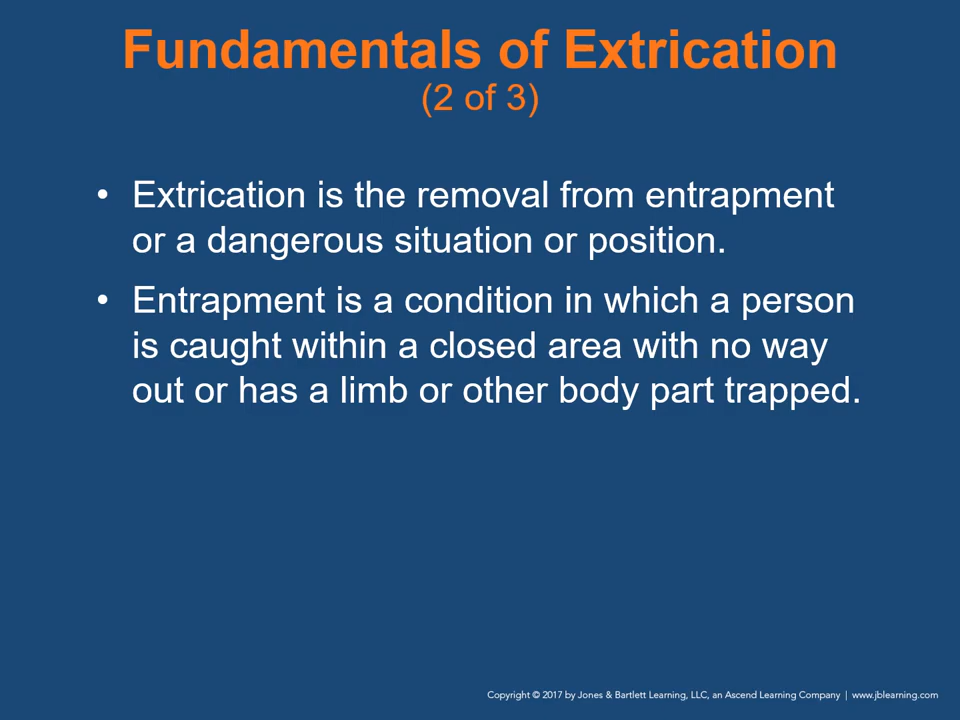 Fundamentals of Extrication
(2 of 3)
• Extrication is the removal from entrapment
or a dangerous situation or position.
• Entrapment is a condition in which a person
is caught within a closed area with no way
out or has a limb or other body part trapped.
Copyright © 2017 by Jones & Bartlett Learning, LLC, an Ascend Learning Company | www.jblearning.com